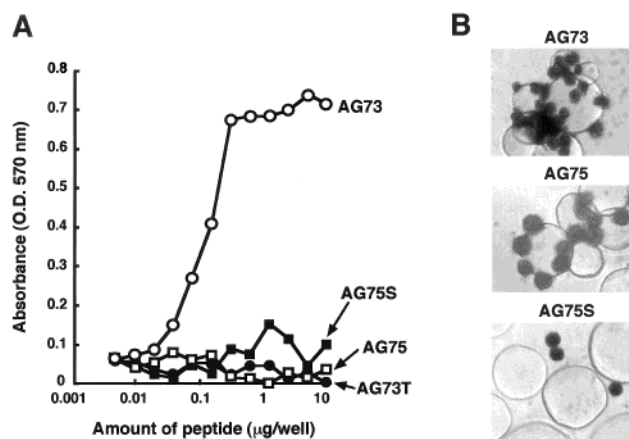 A
Absorbance (O.D. 570 nm)
0.8
0.7
0.6
0.5
0.4
0.3
0.2
0.1
0
0.001
0.01
0.1
1
10
Amount of peptide (μg/well)
AG73
AG75S
AG75
AG73T
B
AG73
AG75
AG75S